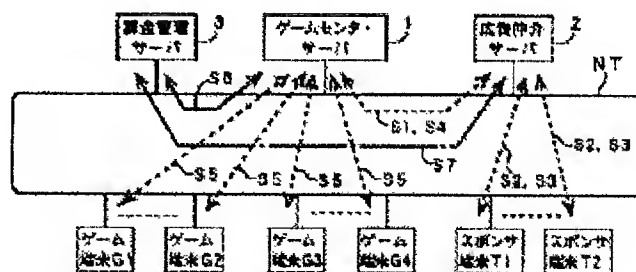 課金管理
サーバ
3
ゲームセンタ・
サーバ
1
広告仲介
サーバ
2
NT
S6
S1, S4
S7
S2, S3
S2, S3
S5
S5
S5
S5
ゲーム
端末G1
ゲーム
端末G2
ゲーム
端末G3
ゲーム
端末G4
スポンサ
端末T1
スポンサ
端末T2